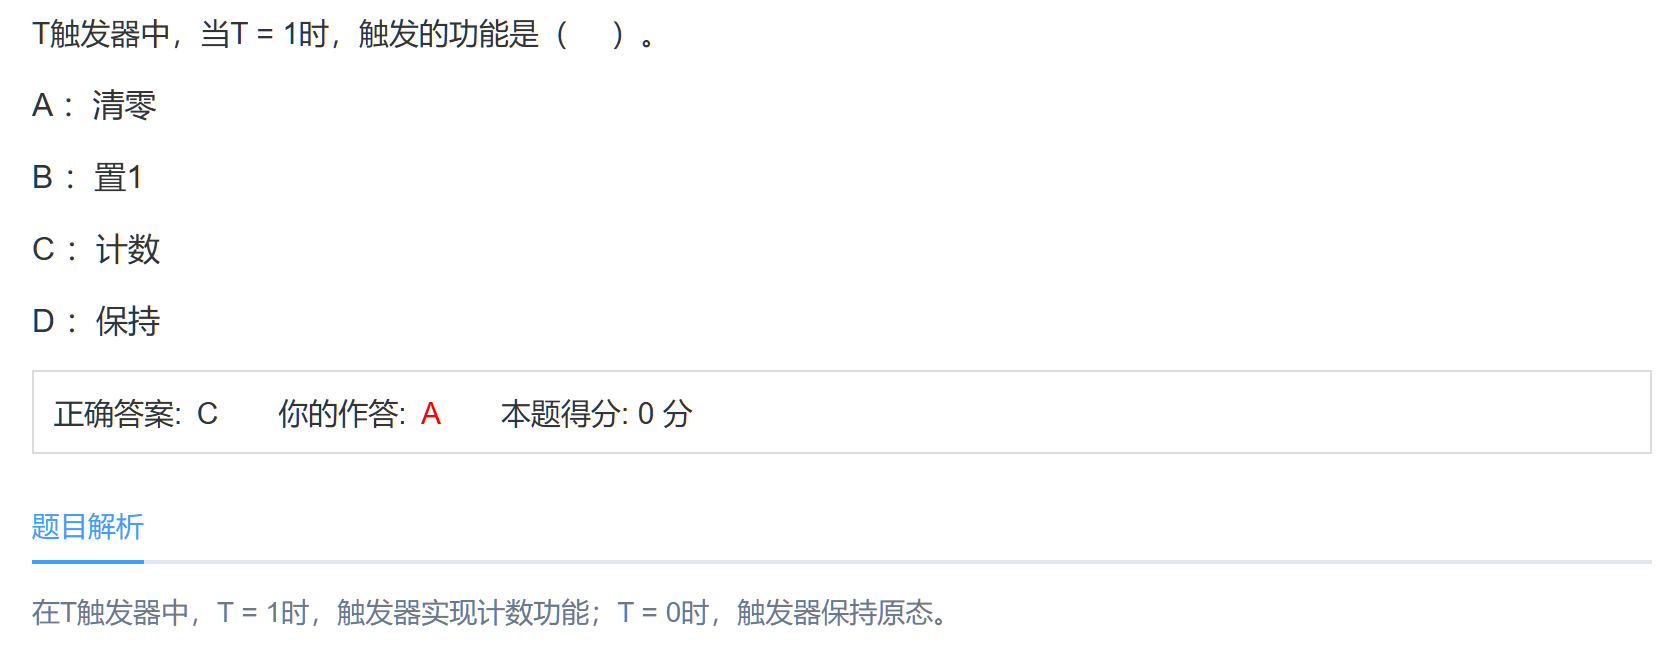 T触发器中，当T = 1时，触发的功能是（　）。
A： 清零
B： 置1
C： 计数
D： 保持
正确答案: C 你的作答: A 本题得分: 0 分
题目解析
在T触发器中，T = 1时，触发器实现计数功能；T = 0时，触发器保持原态。